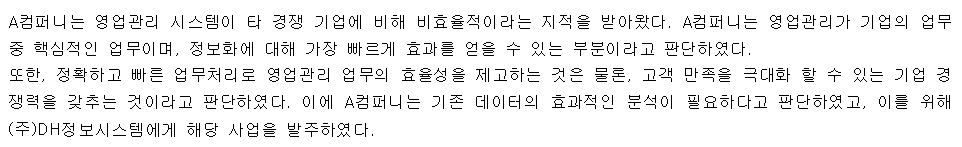 A컴퍼니는 영업관리 시스템이 타 경쟁 기업에 비해 비효율적이라는 지적을 받아왔다. A컴퍼니는 영업관리가 기업의 업무
중 핵심적인 업무이며, 정보화에 대해 가장 빠르게 효과를 얻을 수 있는 부분이라고 판단하였다.
또한, 정확하고 빠른 업무처리로 영업관리 업무의 효율성을 제고하는 것은 물론, 고객 만족을 극대화 할 수 있는 기업 경
쟁력을 갖추는 것이라고 판단하였다. 이에 A컴퍼니는 기존 데이터의 효과적인 분석이 필요하다고 판단하였고, 이를 위해
(주)DH정보시스템에게 해당 사업을 발주하였다.